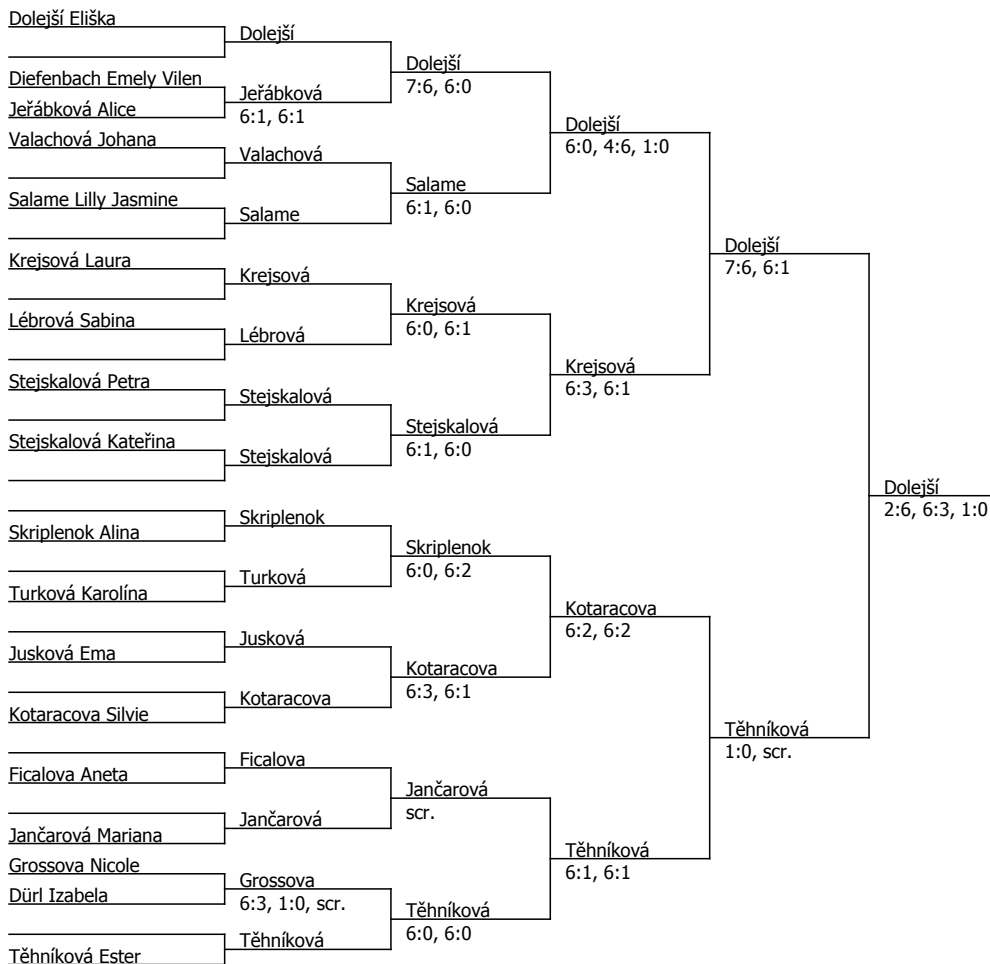 Dolejší Eliška
Diefenbach Emely Vilen
Jeřábková Alice
Valachová Johana
Salame Lilly Jasmine
Krejsová Laura
Lébrová Sabina
Stejskalová Petra
Stejskalová Kateřina
Skriplenok Alina
Turková Karolína
Jusková Ema
Kotaracova Silvie
Ficalova Aneta
Jančarová Mariana
Grossova Nicole
Dürl Izabela
Těhníková Ester
Dolejší
Jeřábková
6:1, 6:1
Valachová
Salame
Krejsová
Lébrová
Stejskalová
Stejskalová
Skriplenok
Turková
Jusková
Kotaracova
Ficalova
Jančarová
Grossova
6:3, 1:0, scr.
Těhníková
Dolejší
7:6, 6:0
Salame
6:1, 6:0
Krejsová
6:0, 6:1
Stejskalová
6:1, 6:0
Skriplenok
6:0, 6:2
Kotaracova
6:3, 6:1
Jančarová
scr.
Těhníková
6:0, 6:0
Dolejší
6:0, 4:6, 1:0
Krejsová
6:3, 6:1
Kotaracova
6:2, 6:2
Těhníková
6:1, 6:1
Dolejší
7:6, 6:1
Těhníková
1:0, scr.
Dolejší
2:6, 6:3, 1:0